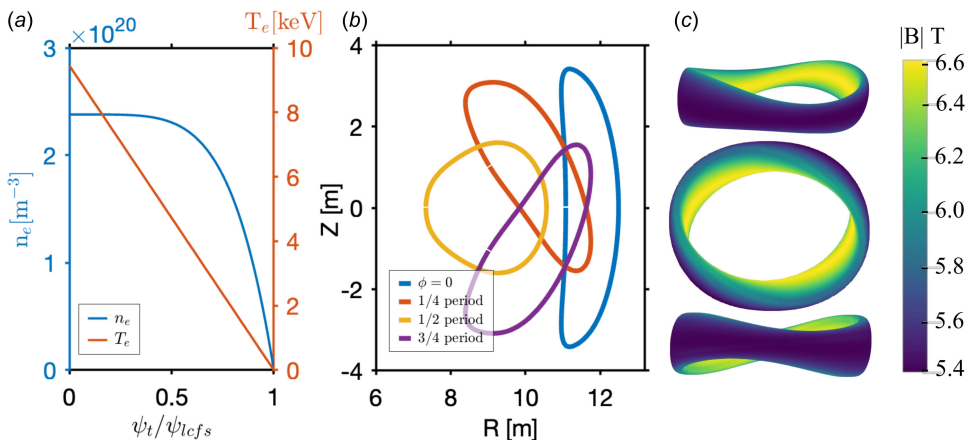 (a)
×10²⁰
T_e[keV]
3
2
1
0
n_e[m⁻³]
10
8
6
4
2
0
n_e
T_e
0
0.5
1
ψ_t/ψ_lcfs
(b)
4
2
0
-2
-4
Z [m]
ϕ = 0
1/4 period
1/2 period
3/4 period
6
8
10
12
R [m]
(c)
|B| T
6.6
6.4
6.2
6.0
5.8
5.6
5.4